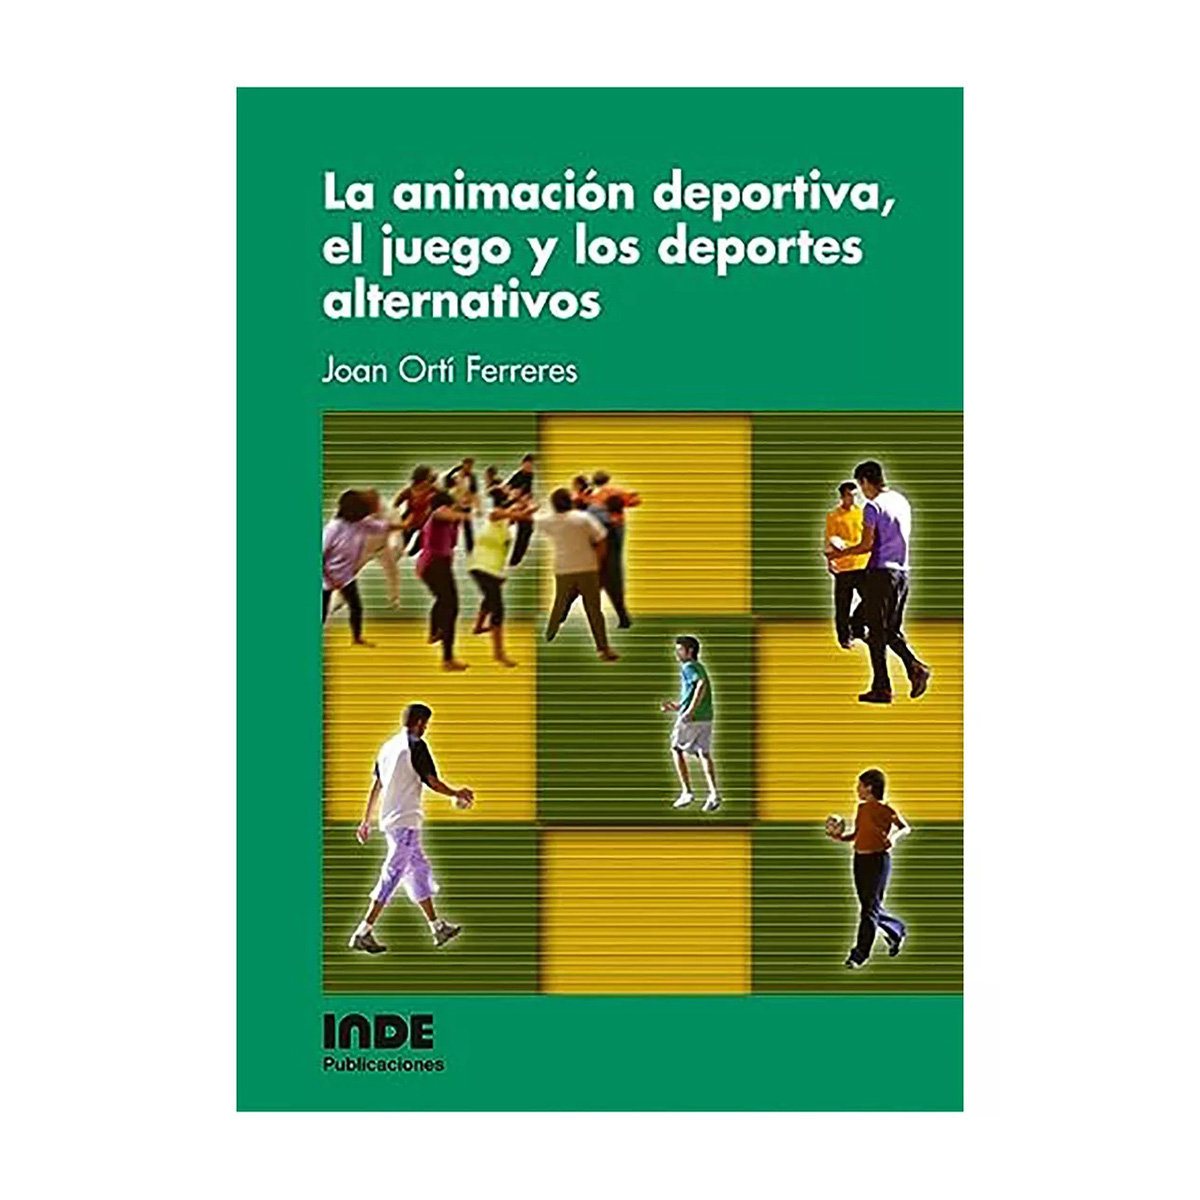 La animación deportiva,
el juego y los deportes
alternativos
Joan Ortí Ferreres
INDE
Publicaciones